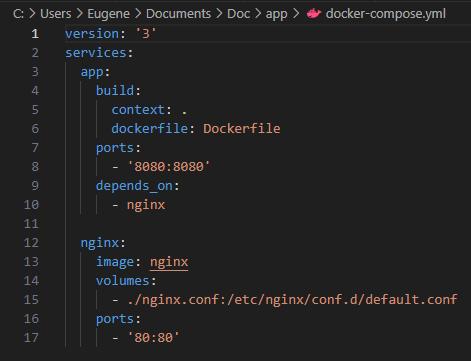 C: > Users > Eugene > Documents > Doc > app > docker-compose.yml
1 version: '3'
2 services:
3   app:
4     build:
5       context: .
6       dockerfile: Dockerfile
7     ports:
8       - '8080:8080'
9     depends_on:
10       - nginx
11
12   nginx:
13     image: nginx
14     volumes:
15       - ./nginx.conf:/etc/nginx/conf.d/default.conf
16     ports:
17       - '80:80'